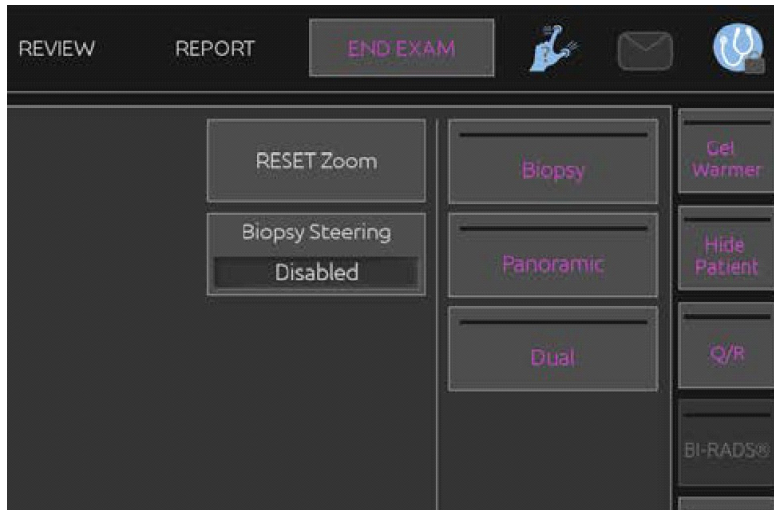 REVIEW REPORT END EXAM
RESET Zoom
Biopsy Steering
Disabled
Biopsy
Panoramic
Dual
Gel
Warmer
Hide
Patient
Q/R
BI-RADS®